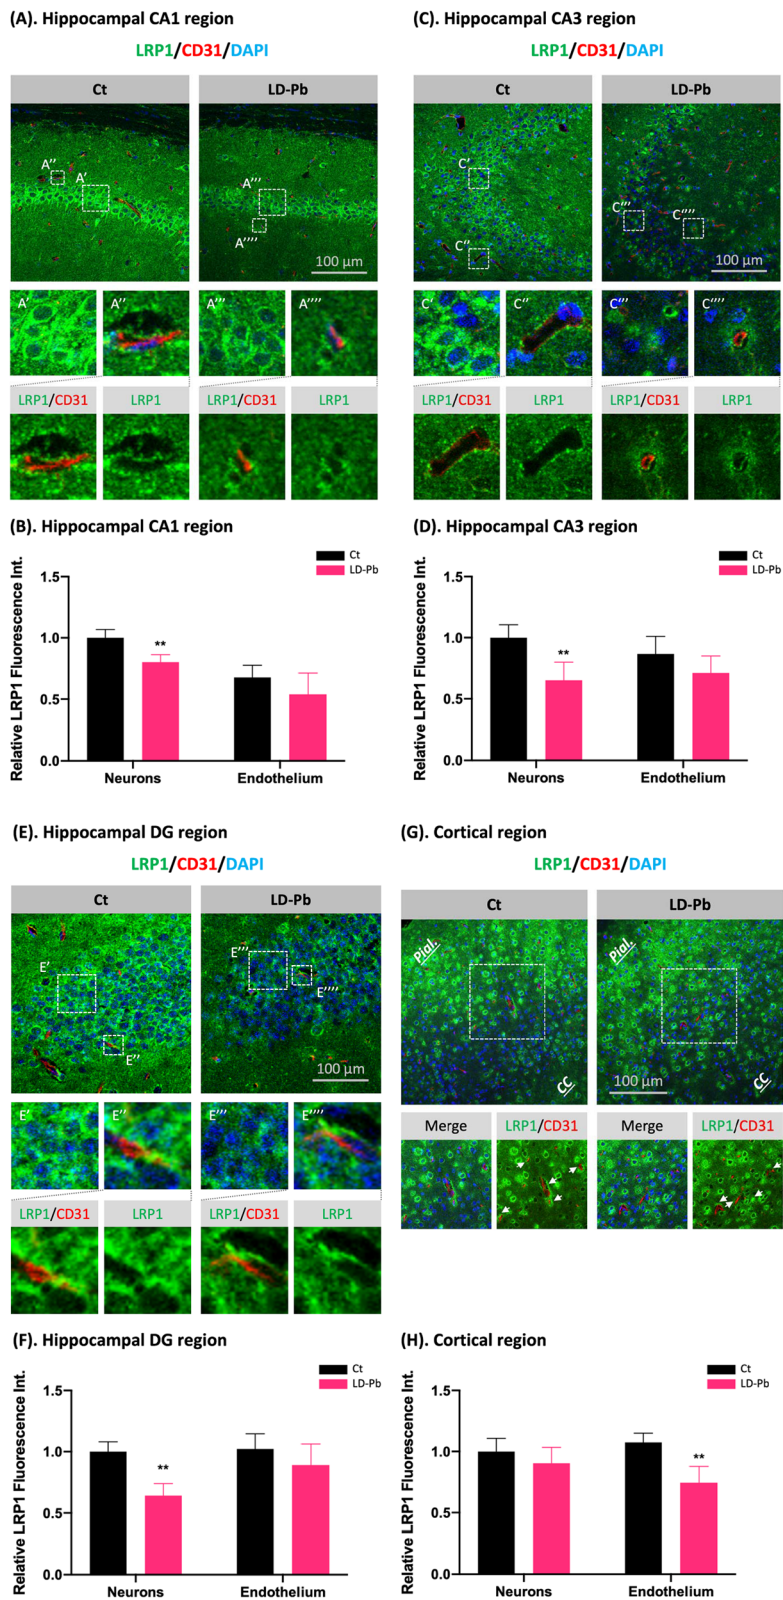 (A). Hippocampal CA1 region
LRP1/CD31/DAPI
Ct
LD-Pb
A''
A'
A'''
A''''
100 µm
A'
A''
A'''
A''''
LRP1/CD31
LRP1
LRP1/CD31
LRP1
(B). Hippocampal CA1 region
Ct
LD-Pb
Relative LRP1 Fluorescence Int.
1.5
1.0
0.5
0.0
**
Neurons
Endothelium
(C). Hippocampal CA3 region
LRP1/CD31/DAPI
Ct
LD-Pb
C'
C''
C'''
C''''
100 µm
C'
C''
C'''
C''''
LRP1/CD31
LRP1
LRP1/CD31
LRP1
(D). Hippocampal CA3 region
Ct
LD-Pb
Relative LRP1 Fluorescence Int.
1.5
1.0
0.5
0.0
**
Neurons
Endothelium
(E). Hippocampal DG region
LRP1/CD31/DAPI
Ct
LD-Pb
E'
E''
E'''
E''''
100 µm
E'
E''
E'''
E''''
LRP1/CD31
LRP1
LRP1/CD31
LRP1
(F). Hippocampal DG region
Ct
LD-Pb
Relative LRP1 Fluorescence Int.
1.5
1.0
0.5
0.0
**
Neurons
Endothelium
(G). Cortical region
LRP1/CD31/DAPI
Ct
LD-Pb
Pial.
CC
Pial.
CC
100 µm
Merge
LRP1/CD31
Merge
LRP1/CD31
(H). Cortical region
Ct
LD-Pb
Relative LRP1 Fluorescence Int.
1.5
1.0
0.5
0.0
**
Neurons
Endothelium